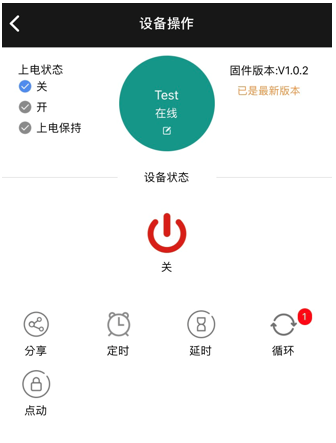 设备操作
上电状态
关
开
上电保持
Test
在线
固件版本:V1.0.2
已是最新版本
设备状态
关
分享
定时
延时
循环
1
点动